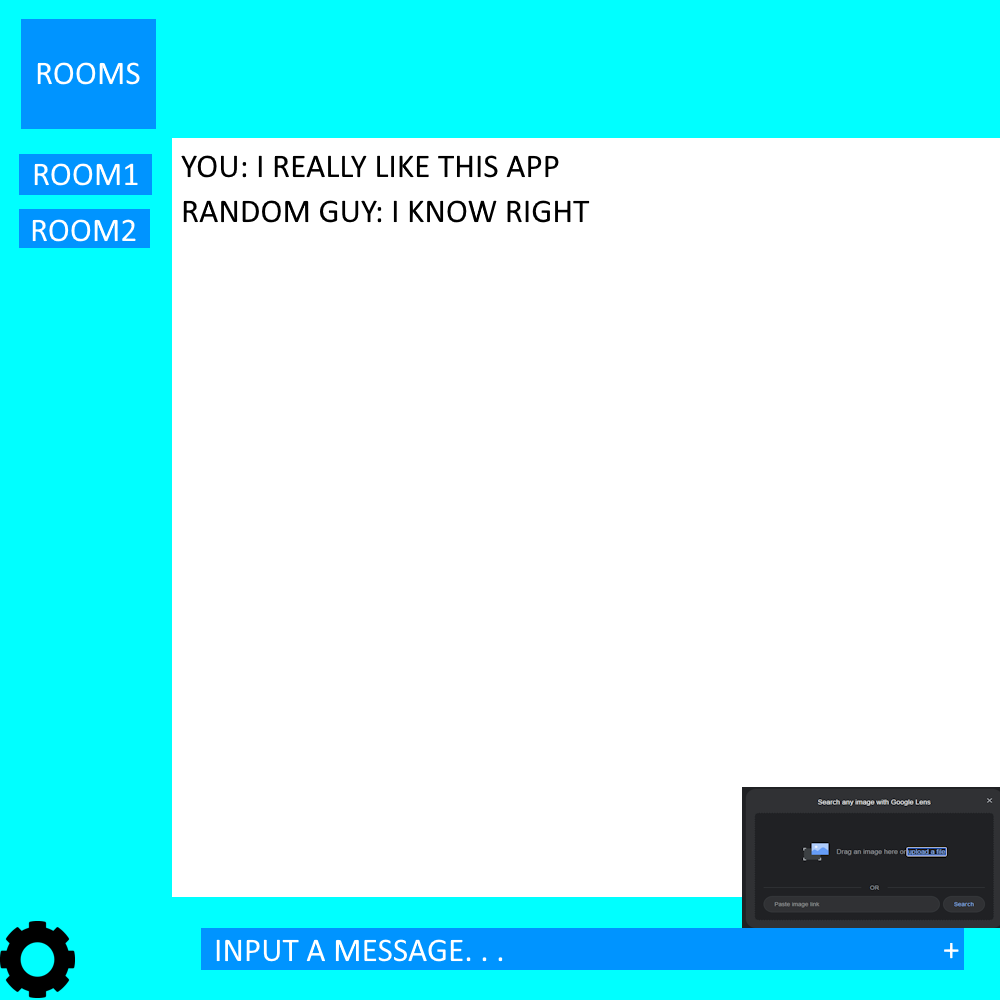 ROOMS
ROOM1
ROOM2
YOU: I REALLY LIKE THIS APP
RANDOM GUY: I KNOW RIGHT
Search any image with Google Lens
Drag an image here or upload a file
OR
Paste image link
Search
INPUT A MESSAGE. . . +